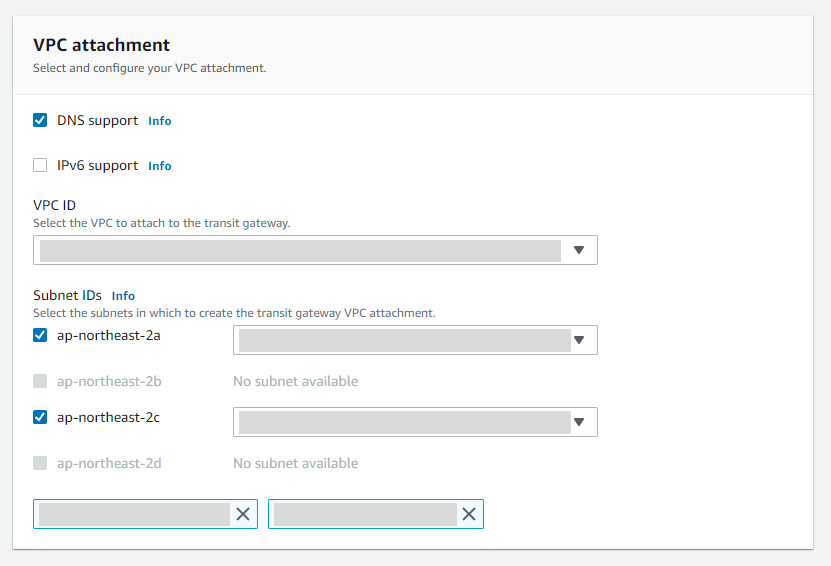 VPC attachment
Select and configure your VPC attachment.
DNS support Info
IPv6 support Info
VPC ID
Select the VPC to attach to the transit gateway.
Subnet IDs Info
Select the subnets in which to create the transit gateway VPC attachment.
ap-northeast-2a
ap-northeast-2b No subnet available
ap-northeast-2c
ap-northeast-2d No subnet available